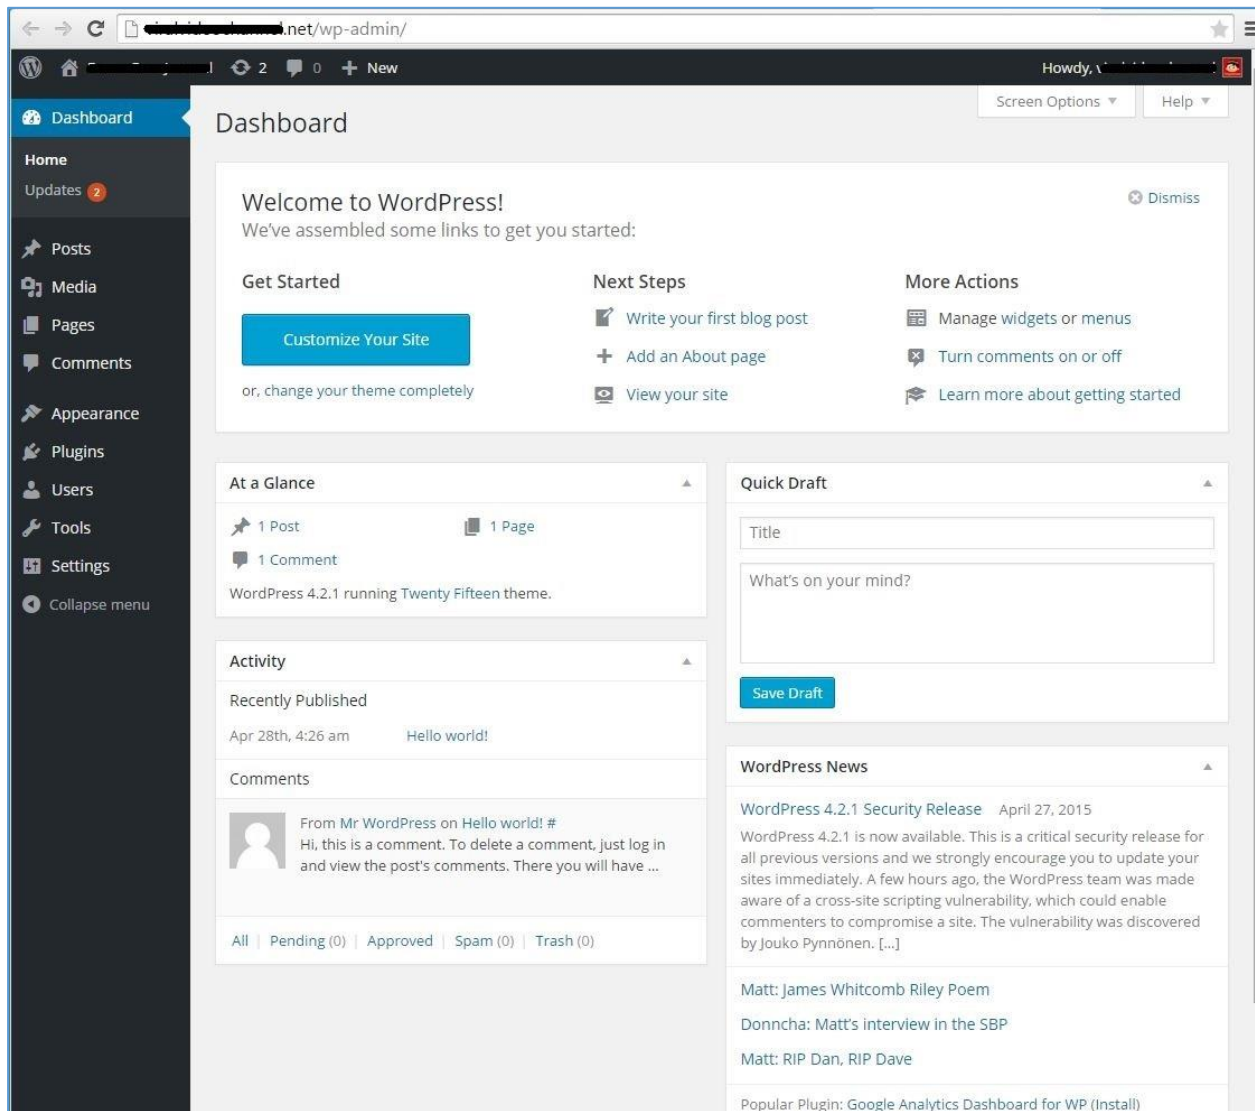 .net/wp-admin/
2 0 New
Howdy,
Screen Options Help
Dashboard
Home
Updates 2
Posts
Media
Pages
Comments
Appearance
Plugins
Users
Tools
Settings
Collapse menu
Dashboard
Welcome to WordPress!
We've assembled some links to get you started:
Dismiss
Get Started
Customize Your Site
or, change your theme completely
Next Steps
Write your first blog post
Add an About page
View your site
More Actions
Manage widgets or menus
Turn comments on or off
Learn more about getting started
At a Glance
1 Post 1 Page
1 Comment
WordPress 4.2.1 running Twenty Fifteen theme.
Activity
Recently Published
Apr 28th, 4:26 am Hello world!
Comments
From Mr WordPress on Hello world! #
Hi, this is a comment. To delete a comment, just log in
and view the post's comments. There you will have ...
All | Pending (0) | Approved | Spam (0) | Trash (0)
Quick Draft
Title
What's on your mind?
Save Draft
WordPress News
WordPress 4.2.1 Security Release April 27, 2015
WordPress 4.2.1 is now available. This is a critical security release for
all previous versions and we strongly encourage you to update your
sites immediately. A few hours ago, the WordPress team was made
aware of a cross-site scripting vulnerability, which could enable
commenters to compromise a site. The vulnerability was discovered
by Jouko Pynnönen. […]
Matt: James Whitcomb Riley Poem
Donncha: Matt's interview in the SBP
Matt: RIP Dan, RIP Dave
Popular Plugin: Google Analytics Dashboard for WP (Install)